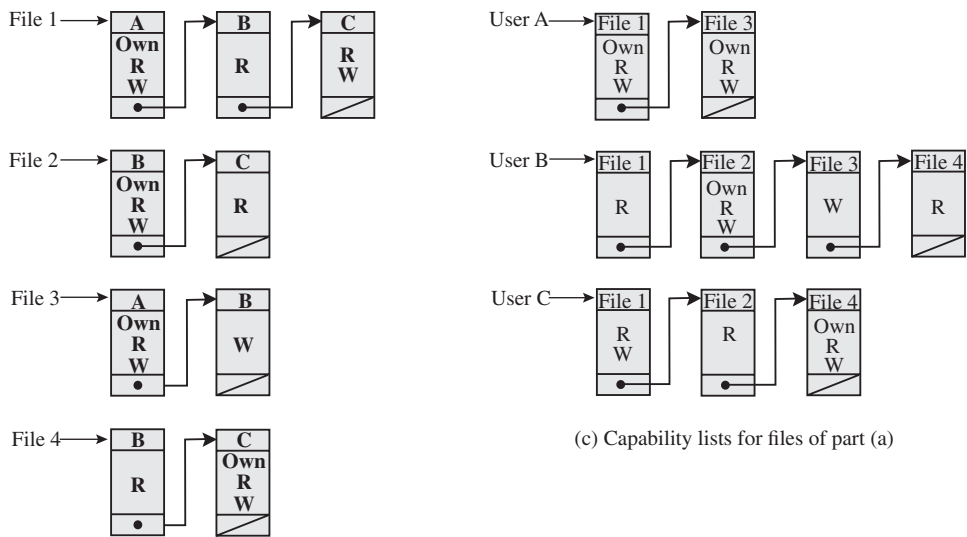 File 1
A
Own
R
W
B
R
C
R
W
File 2
B
Own
R
W
C
R
File 3
A
Own
R
W
B
W
File 4
B
R
C
Own
R
W
User A
File 1
Own
R
W
File 3
Own
R
W
User B
File 1
R
File 2
Own
R
W
File 3
W
File 4
R
User C
File 1
R
W
File 2
R
File 4
Own
R
W
(c) Capability lists for files of part (a)